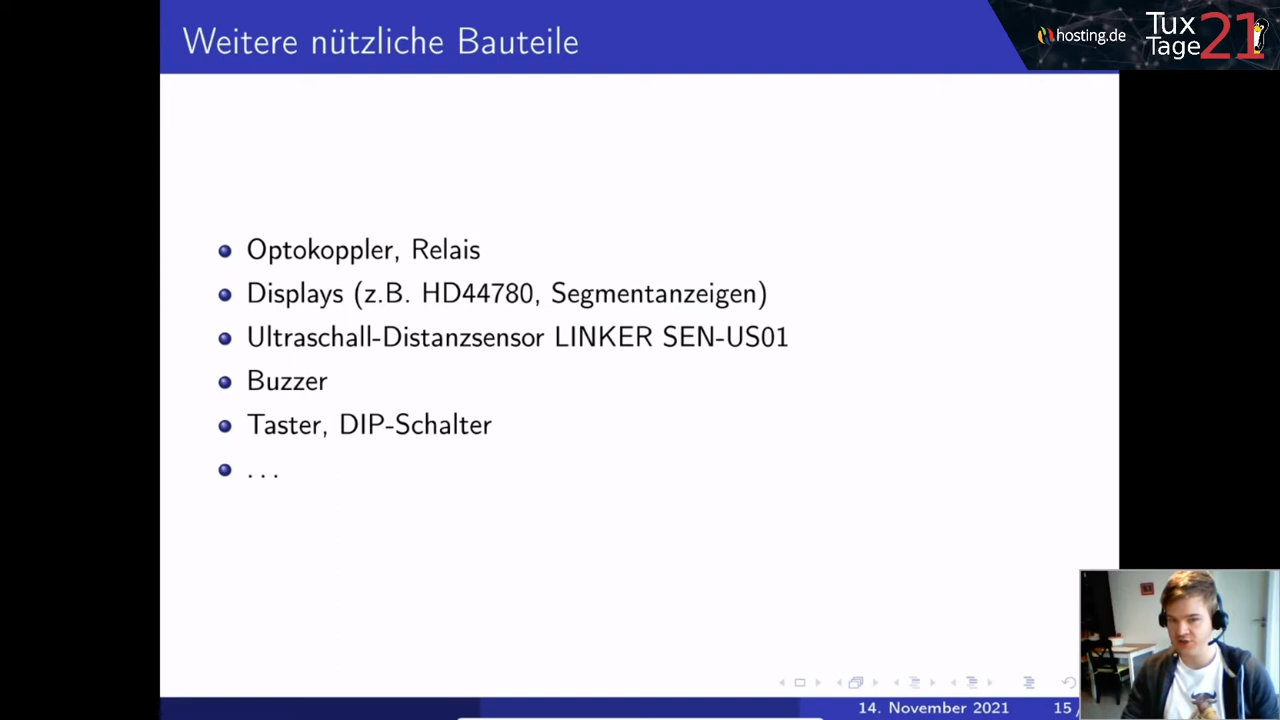 Weitere nützliche Bauteile
hosting.de
Tux
Tage
21
Optokoppler, Relais
Displays (z.B. HD44780, Segmentanzeigen)
Ultraschall-Distanzsensor LINKER SEN-US01
Buzzer
Taster, DIP-Schalter
. . .
14. November 2021
15 /